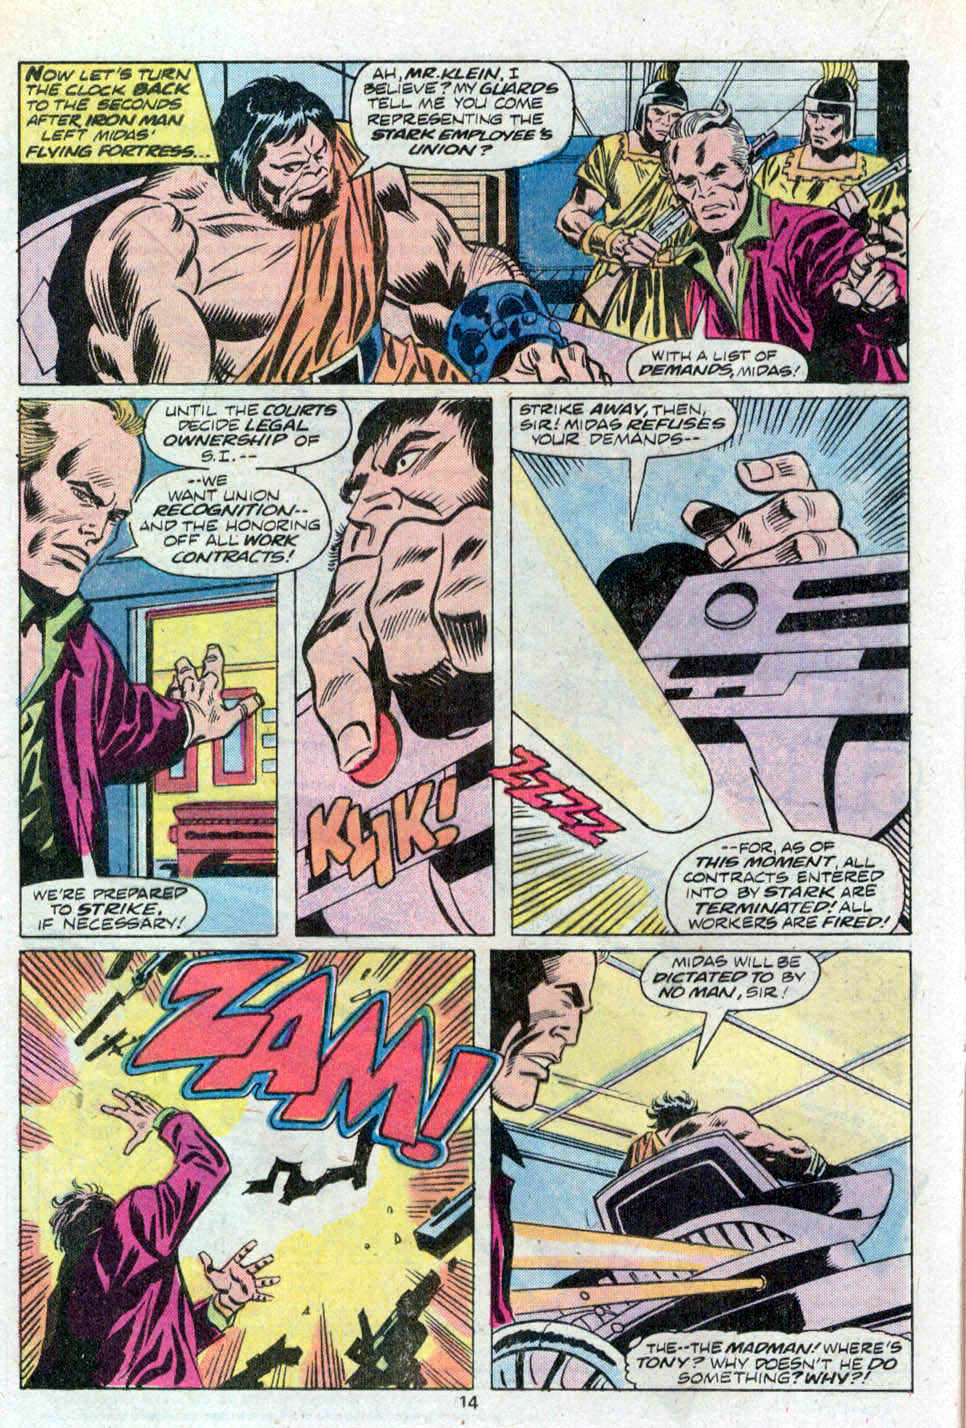 NOW LET'S TURN
THE CLOCK BACK
TO THE SECONDS
AFTER IRON MAN
LEFT MIDAS'
FLYING FORTRESS...
AH, MR. KLEIN, I
BELIEVE? MY GUARDS
TELL ME YOU COME
REPRESENTING THE
STARK EMPLOYEE'S
UNION?
WITH A LIST OF
DEMANDS, MIDAS!
UNTIL THE COURTS
DECIDE LEGAL
OWNERSHIP OF
S.I.--
--WE
WANT UNION
RECOGNITION--
AND THE HONORING
OFF ALL WORK
CONTRACTS!
WE'RE PREPARED
TO STRIKE,
IF NECESSARY!
KLIK!
STRIKE AWAY, THEN,
SIR! MIDAS REFUSES
YOUR DEMANDS--
ZZZZZ
--FOR, AS OF
THIS MOMENT, ALL
CONTRACTS ENTERED
INTO BY STARK ARE
TERMINATED! ALL
WORKERS ARE FIRED!
ZAM!
MIDAS WILL BE
DICTATED TO BY
NO MAN, SIR!
THE--THE MADMAN! WHERE'S
TONY? WHY DOESN'T HE DO
SOMETHING? WHY?!
14